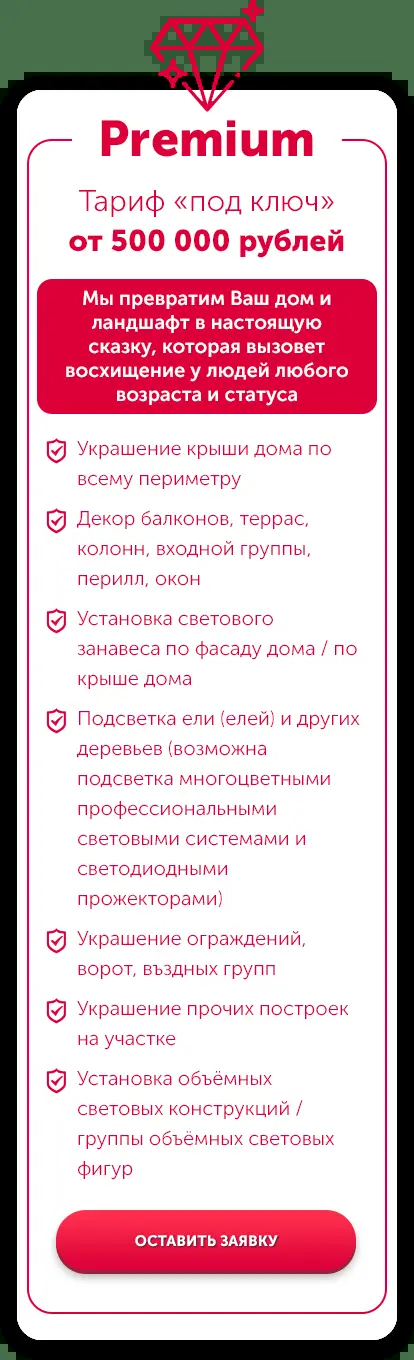 Premium
Тариф «под ключ»
от 500 000 рублей
Мы превратим Ваш дом и
ландшафт в настоящую
сказку, которая вызовет
восхищение у людей любого
возраста и статуса
Украшение крыши дома по
всему периметру
Декор балконов, террас,
колонн, входной группы,
перилл, окон
Установка светового
занавеса по фасаду дома / по
крыше дома
Подсветка ели (елей) и других
деревьев (возможна
подсветка многоцветными
профессиональными
световыми системами и
светодиодными
прожекторами)
Украшение ограждений,
ворот, въздных групп
Украшение прочих построек
на участке
Установка объёмных
световых конструкций /
группы объёмных световых
фигур
ОСТАВИТЬ ЗАЯВКУ